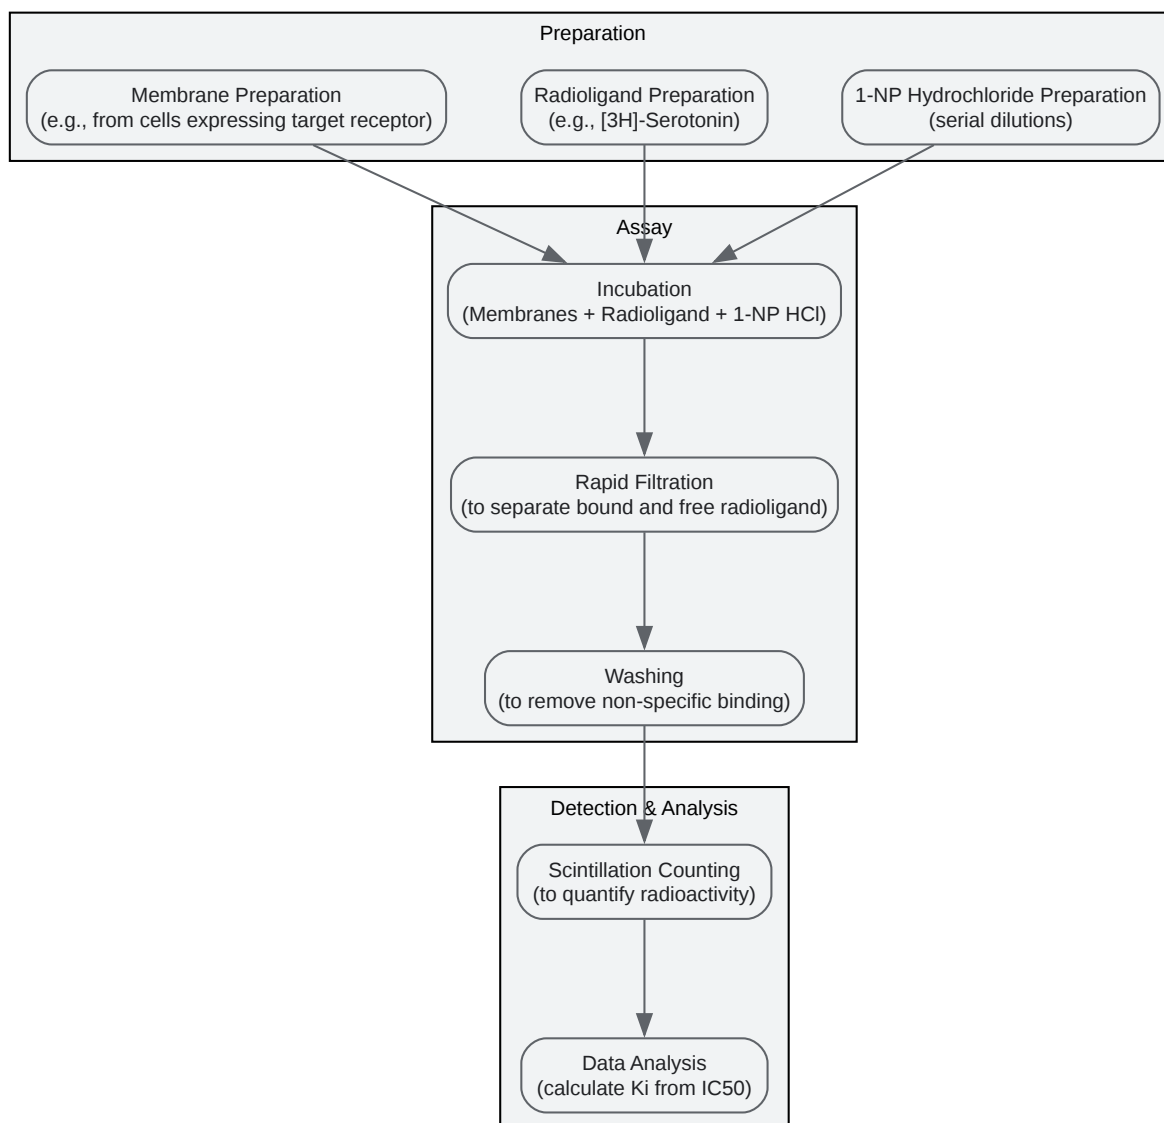 Preparation
Membrane Preparation
(e.g., from cells expressing target receptor)
Radioligand Preparation
(e.g., [3H]-Serotonin)
1-NP Hydrochloride Preparation
(serial dilutions)
Assay
Incubation
(Membranes + Radioligand + 1-NP HCl)
Rapid Filtration
(to separate bound and free radioligand)
Washing
(to remove non-specific binding)
Detection & Analysis
Scintillation Counting
(to quantify radioactivity)
Data Analysis
(calculate Ki from IC50)